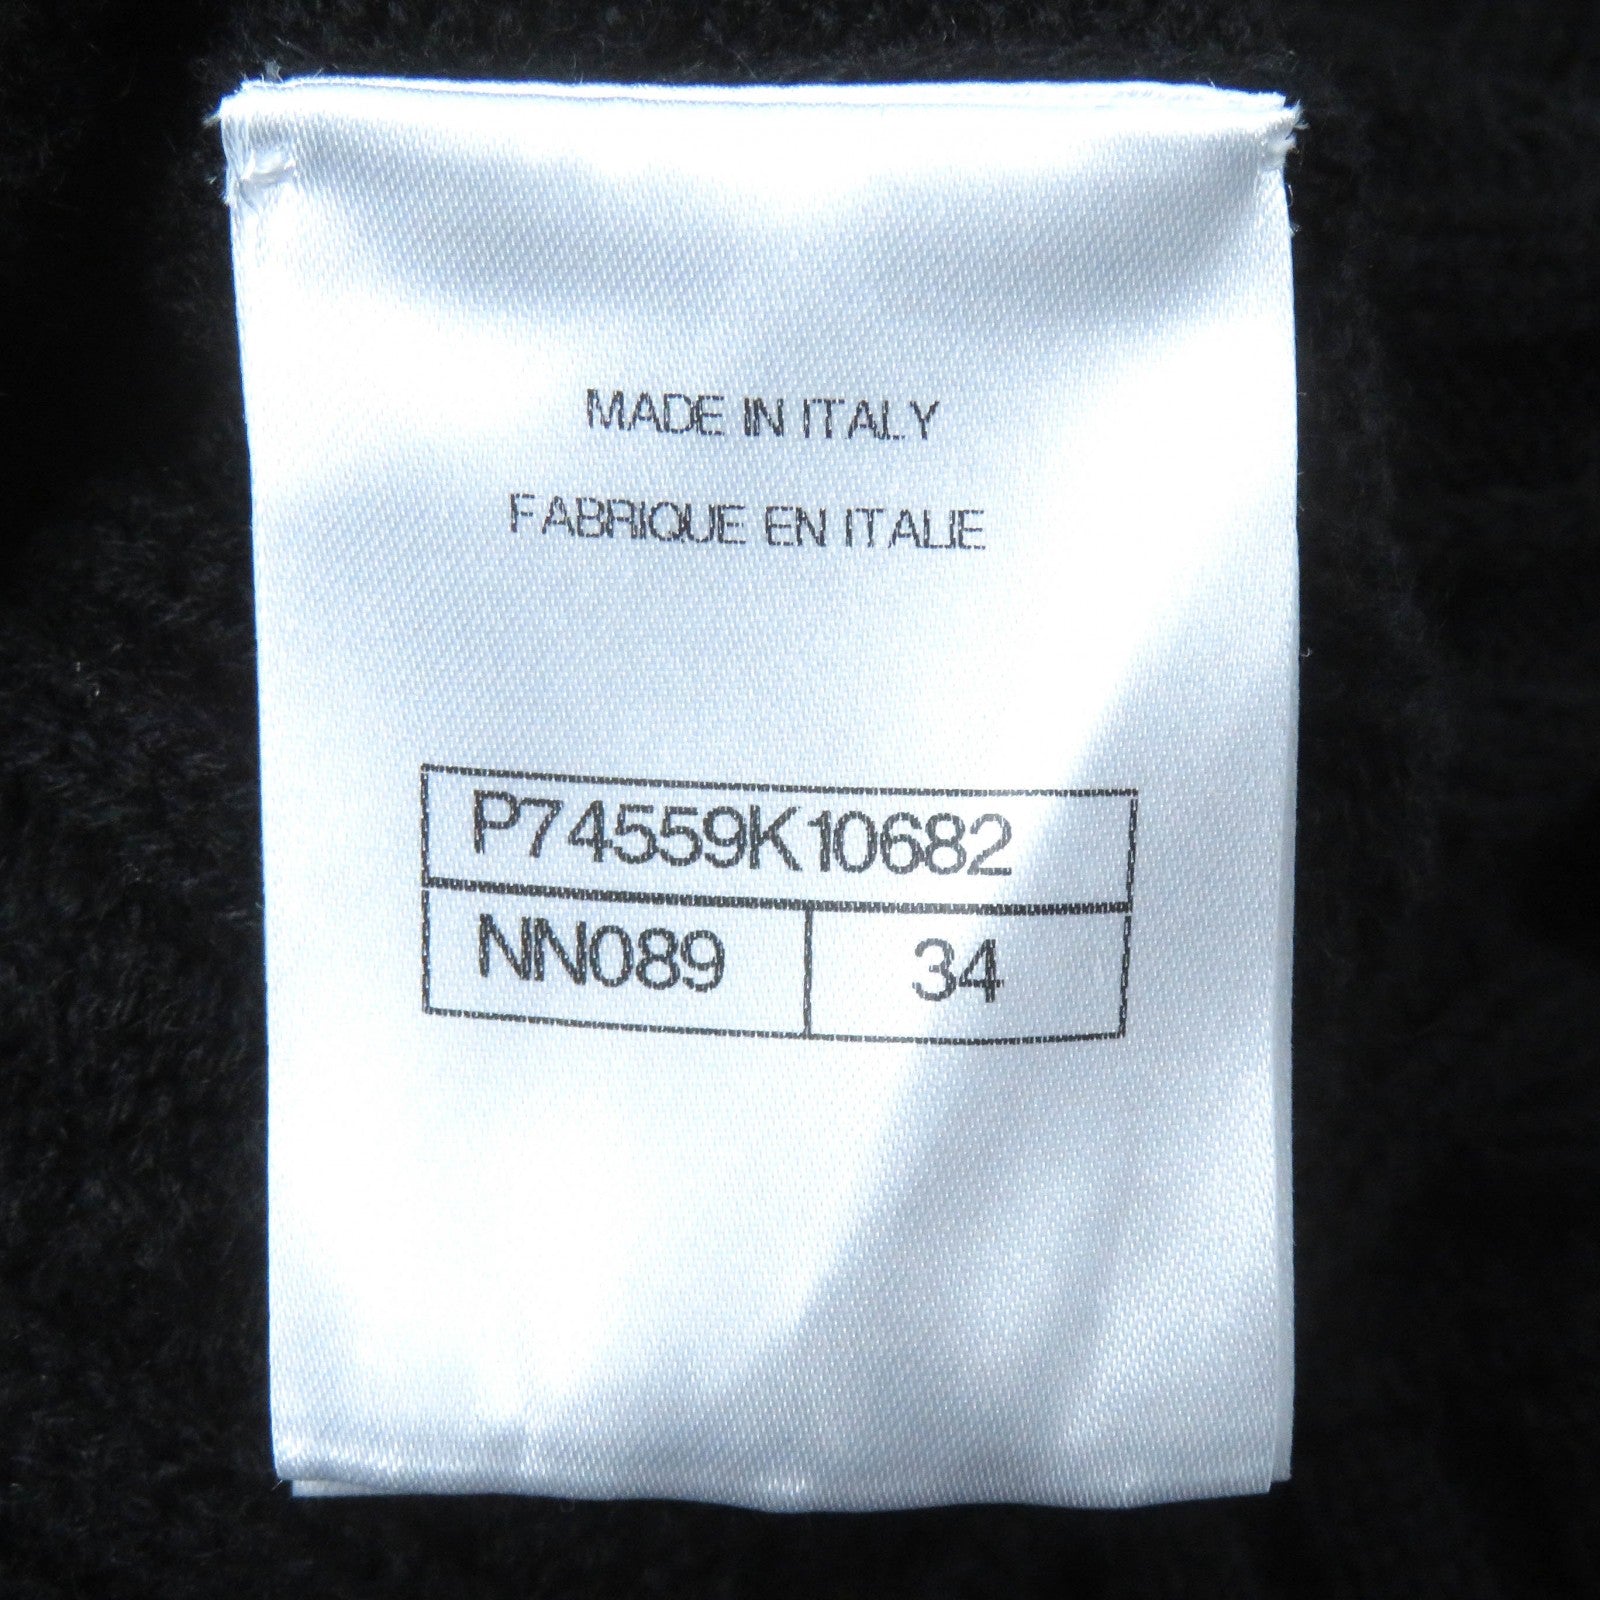 MADE IN ITALY
FABRIQUE EN ITALIE
P74559K10682
NN089 34